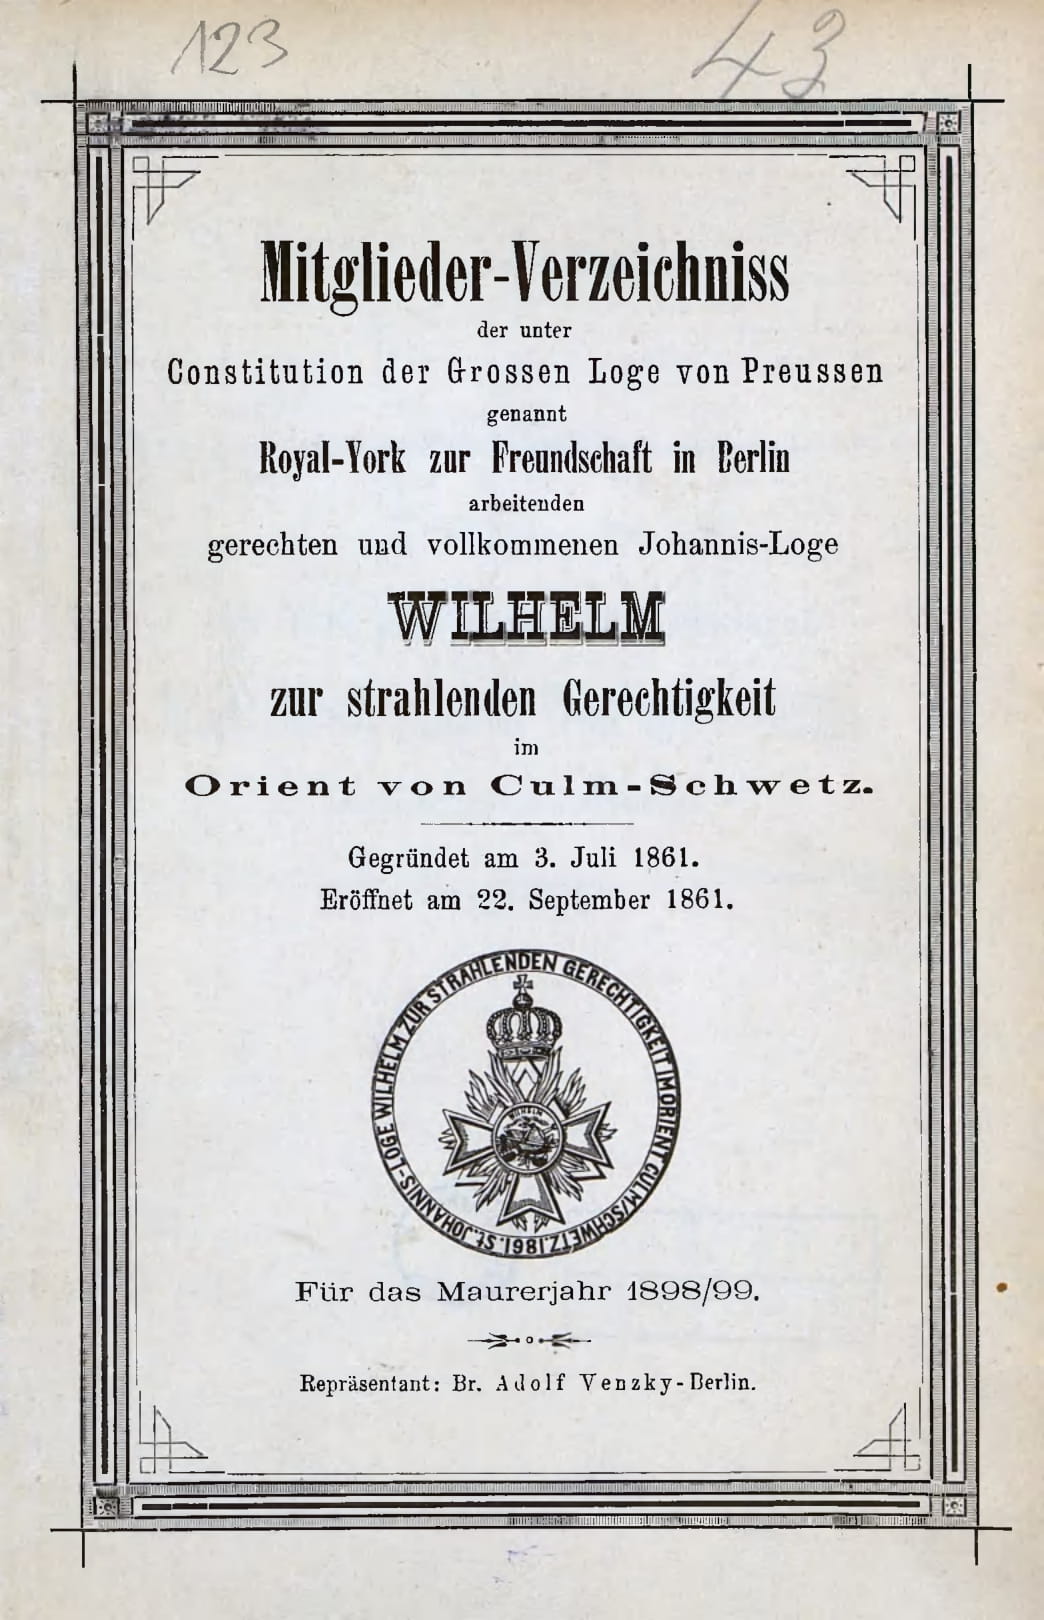 123
43
Mitglieder-Verzeichniss
der unter
Constitution der Grossen Loge von Preussen
genannt
Royal-York zur Freundschaft in Berlin
arbeitenden
gerechten und vollkommenen Johannis-Loge
WILHELM
zur strahlenden Gerechtigkeit
im
Orient von Culm-Schwetz.
Gegründet am 3. Juli 1861.
Eröffnet am 22. September 1861.
St. JOHANNIS-LOGE WILHELM ZUR STRAHLENDEN GERECHTIGKEIT IM ORIENT CULM/SCHWETZ. 1861.
WILHELM
Für das Maurerjahr 1898/99.
Repräsentant: Br. Adolf Venzky-Berlin.